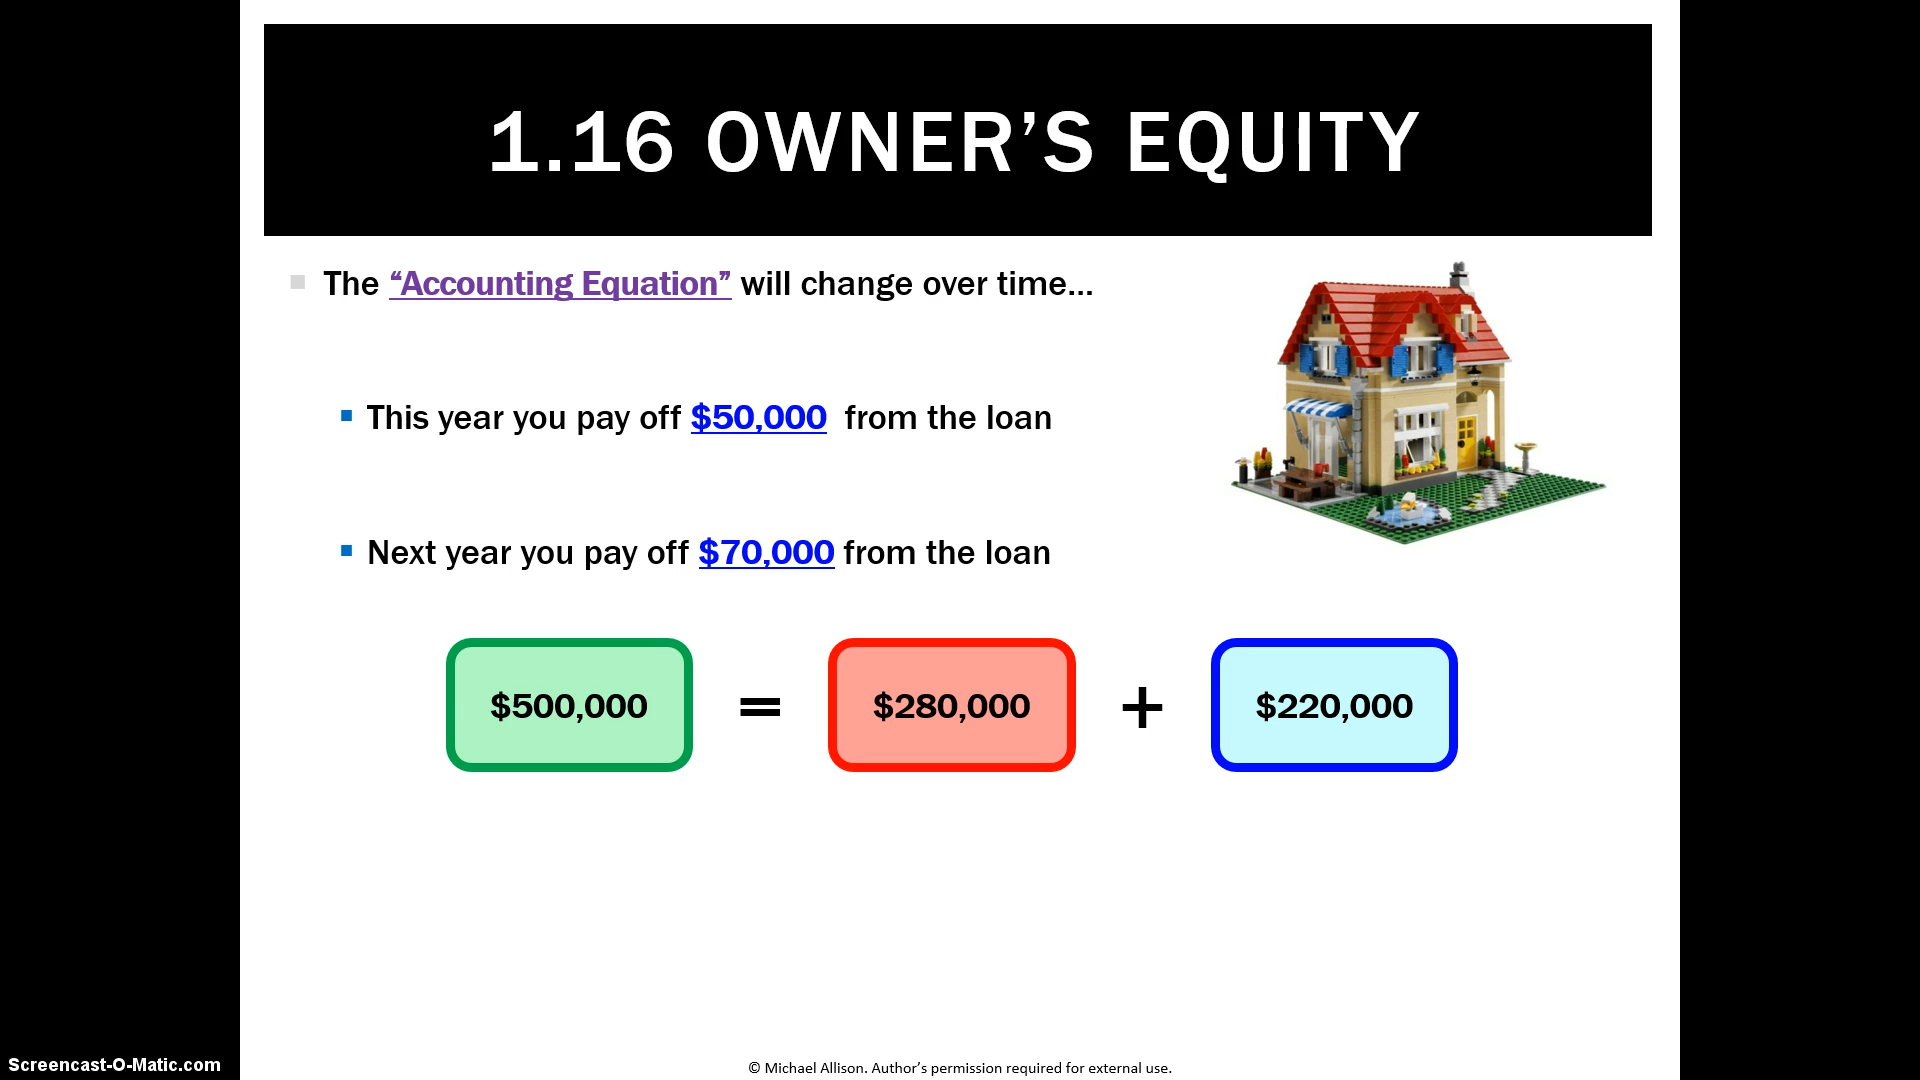 1.16 OWNER’S EQUITY
The “Accounting Equation” will change over time...
This year you pay off $50,000 from the loan
Next year you pay off $70,000 from the loan
$500,000 = $280,000 + $220,000
Screencast-O-Matic.com
© Michael Allison. Author’s permission required for external use.